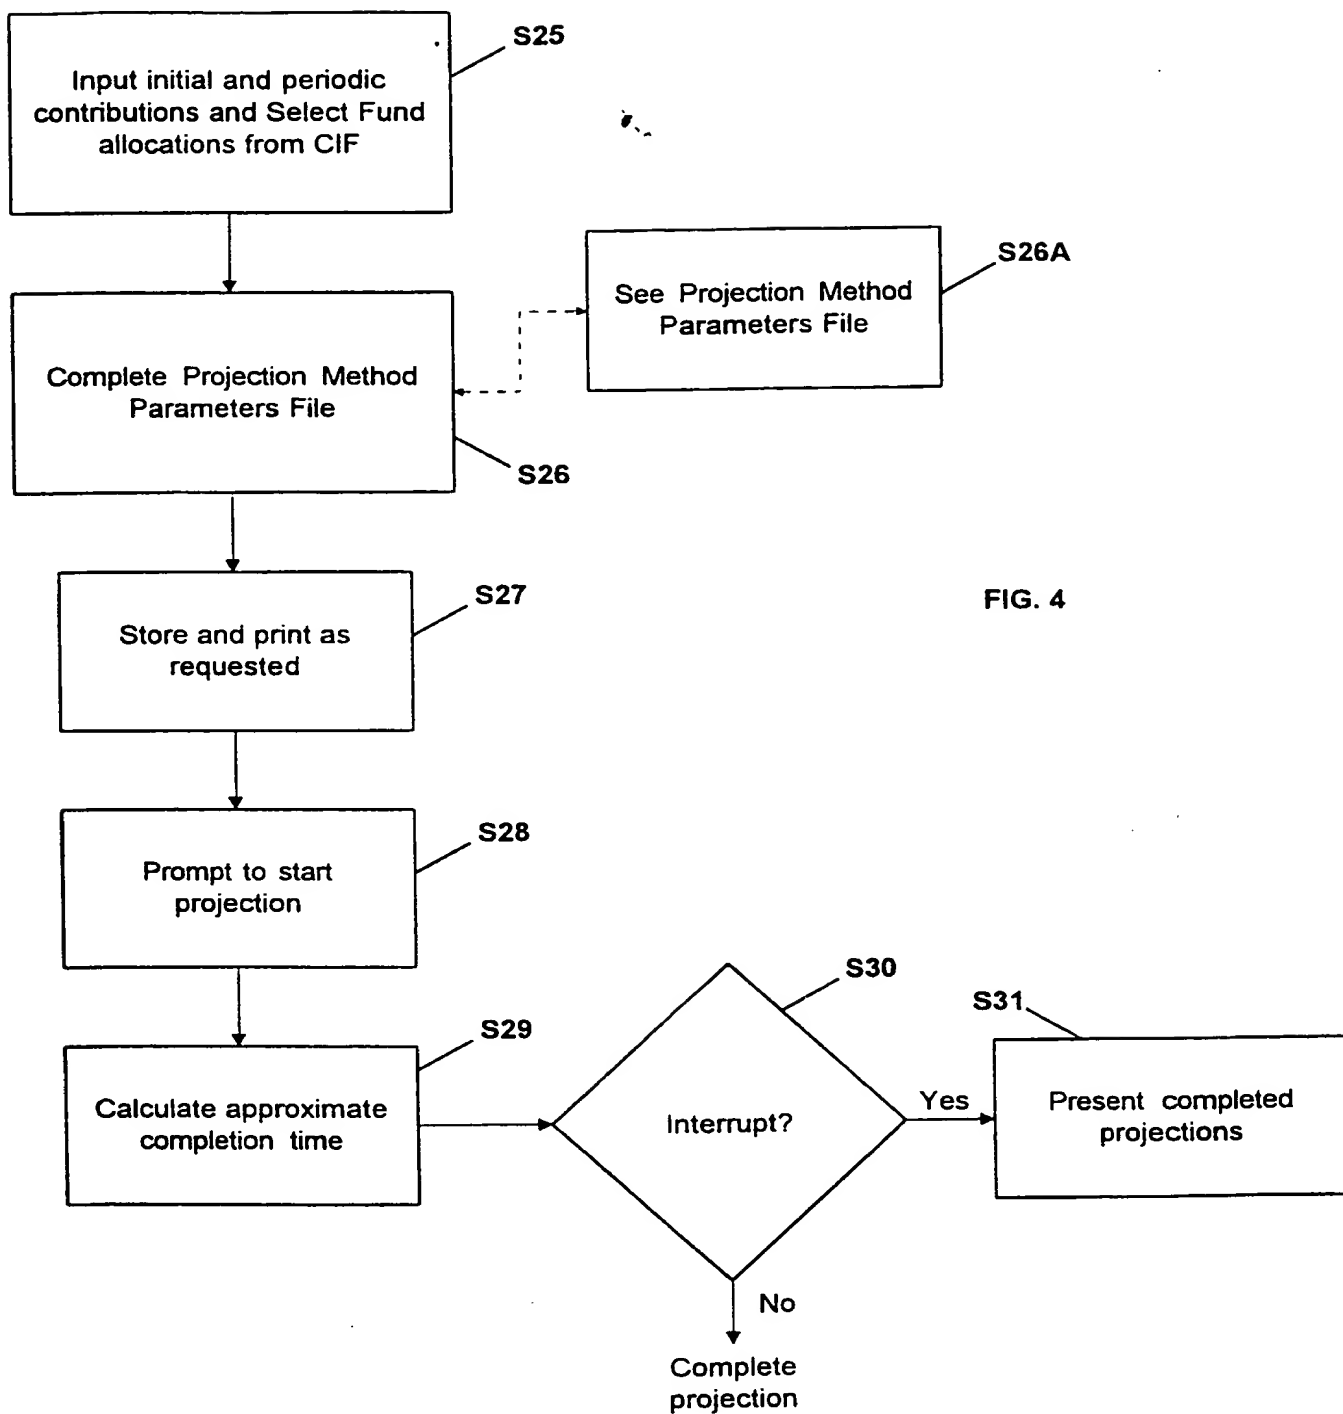 S25
Input initial and periodic
contributions and Select Fund
allocations from CIF
S26A
See Projection Method
Parameters File
Complete Projection Method
Parameters File
S26
S27
Store and print as
requested
FIG. 4
S28
Prompt to start
projection
S30
S31
S29
Calculate approximate
completion time
Interrupt?
Yes
Present completed
projections
No
Complete
projection